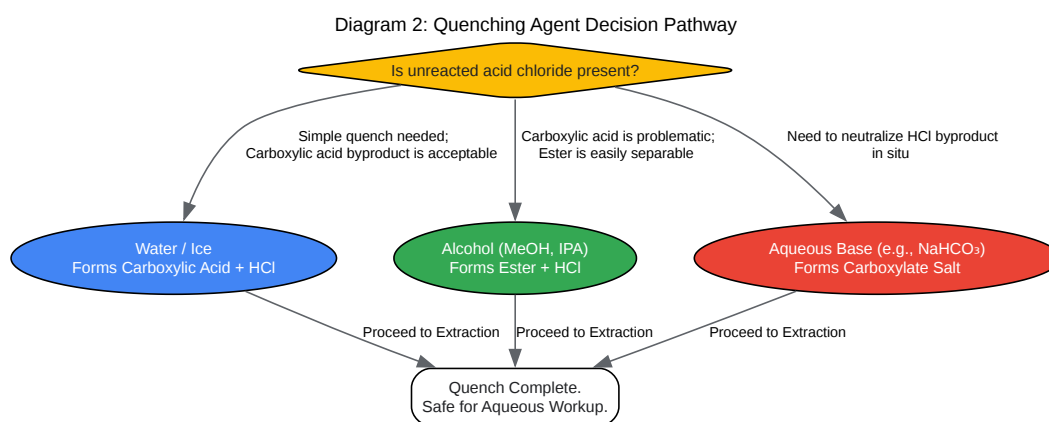 Diagram 2: Quenching Agent Decision Pathway
Is unreacted acid chloride present?
Simple quench needed;
Carboxylic acid byproduct is acceptable
Carboxylic acid is problematic;
Ester is easily separable
Need to neutralize HCl byproduct
in situ
Water / Ice
Forms Carboxylic Acid + HCl
Alcohol (MeOH, IPA)
Forms Ester + HCl
Aqueous Base (e.g., NaHCO₃)
Forms Carboxylate Salt
Proceed to Extraction
Proceed to Extraction
Proceed to Extraction
Quench Complete.
Safe for Aqueous Workup.